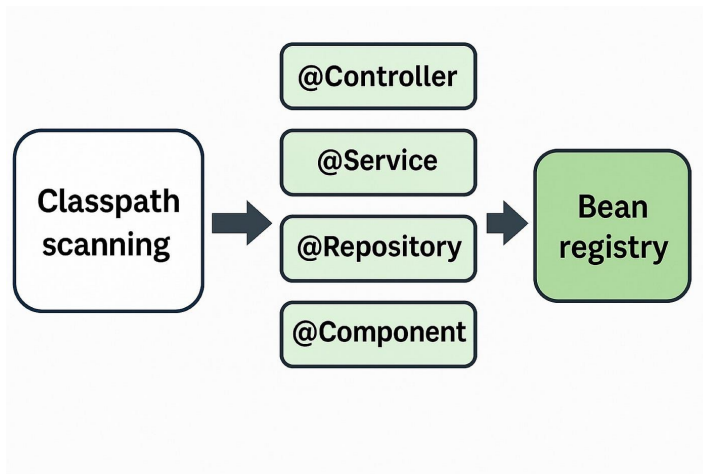 Classpath
scanning
@Controller
@Service
@Repository
@Component
Bean
registry